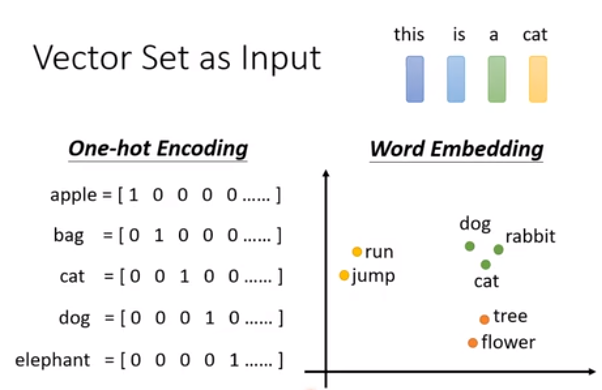 Vector Set as Input
this is a cat
One-hot Encoding
apple = [ 1 0 0 0 0 ...... ]
bag = [ 0 1 0 0 0 ...... ]
cat = [ 0 0 1 0 0 ...... ]
dog = [ 0 0 0 1 0 ...... ]
elephant = [ 0 0 0 0 1 ...... ]
Word Embedding
dog
rabbit
run
jump
cat
tree
flower